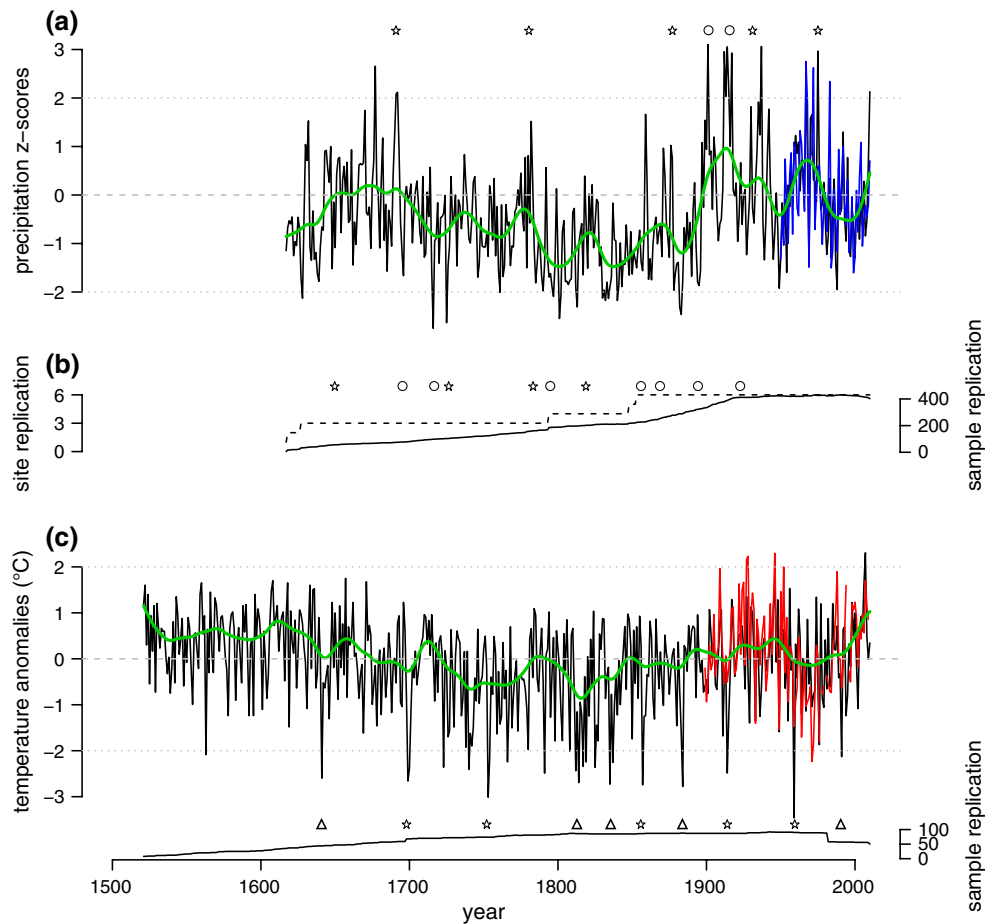 (a)
precipitation z−scores
3
2
1
0
−1
−2
(b)
site replication
6
3
0
sample replication
400
200
0
(c)
temperature anomalies (°C)
2
1
0
−1
−2
−3
sample replication
100
50
0
1500 1600 1700 1800 1900 2000
year